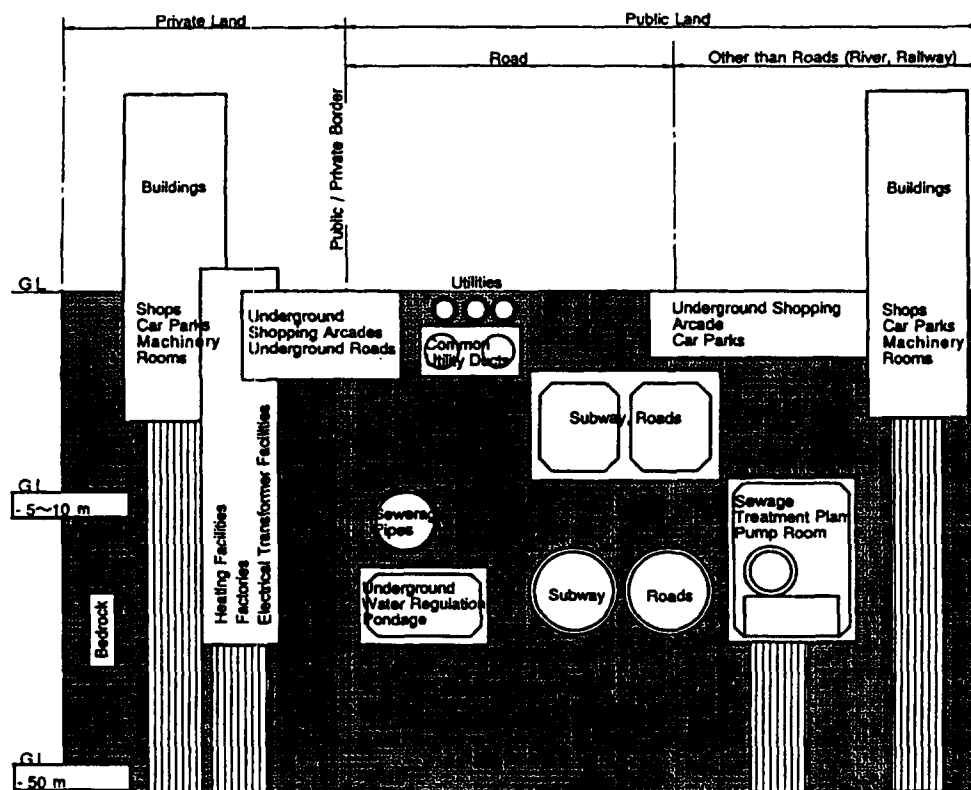 Private Land
Public Land
Road
Other than Roads (River, Railway)
Public / Private Border
Buildings
Buildings
GL
Utilities
Shops
Car Parks
Machinery
Rooms
Underground
Shopping Arcades
Underground Roads
Common
Utility Ducts
Underground Shopping
Arcade
Car Parks
Shops
Car Parks
Machinery
Rooms
Subway, Roads
GL
- 5~10 m
Sewerage
Pipes
Sewage
Treatment Plan
Pump Room
Heating Facilities
Factories
Electrical Transformer Facilities
Underground
Water Regulation
Pondage
Subway
Roads
Bedrock
GL
- 50 m